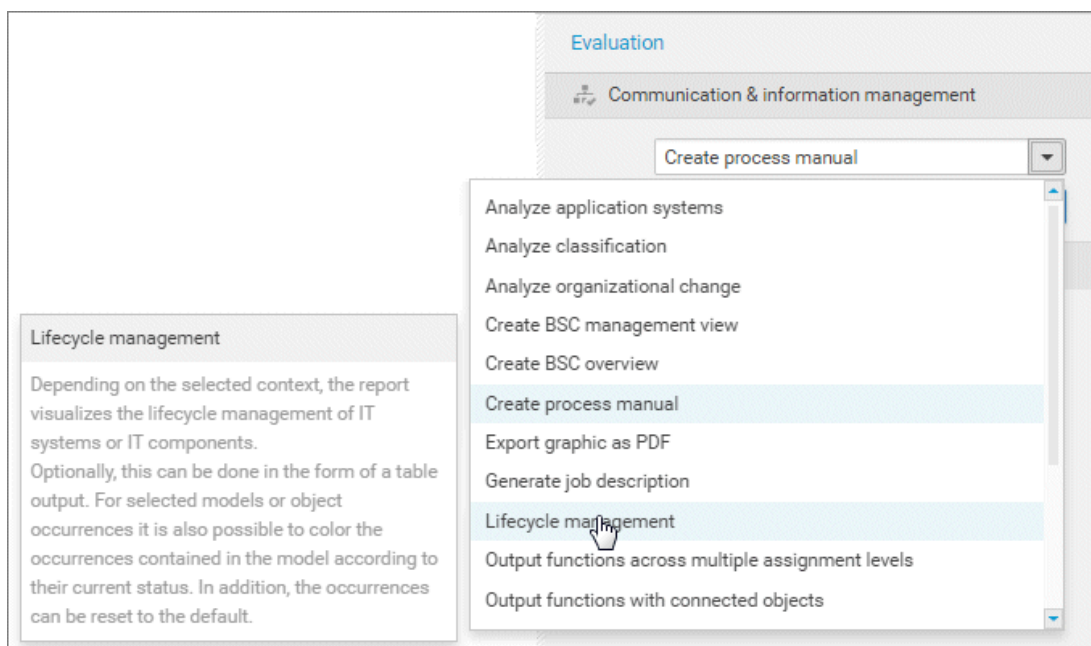 Evaluation
Communication & information management
Create process manual
Analyze application systems
Analyze classification
Analyze organizational change
Create BSC management view
Create BSC overview
Create process manual
Export graphic as PDF
Generate job description
Lifecycle management
Output functions across multiple assignment levels
Output functions with connected objects
Lifecycle management
Depending on the selected context, the report
visualizes the lifecycle management of IT
systems or IT components.
Optionally, this can be done in the form of a table
output. For selected models or object
occurrences it is also possible to color the
occurrences contained in the model according to
their current status. In addition, the occurrences
can be reset to the default.